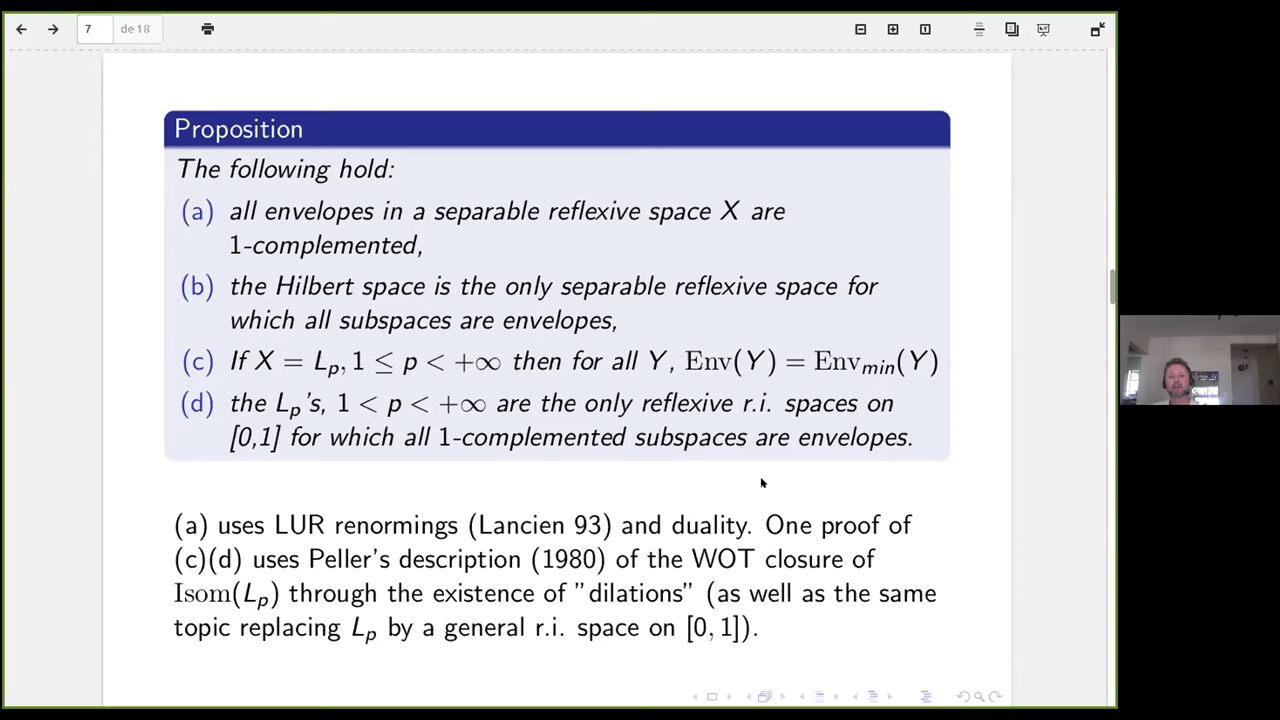 7 de 18
Proposition
The following hold:
(a) all envelopes in a separable reflexive space X are
1-complemented,
(b) the Hilbert space is the only separable reflexive space for
which all subspaces are envelopes,
(c) If X = Lₚ, 1 ≤ p < +∞ then for all Y, Env(Y) = Env_min(Y)
(d) the Lₚ's, 1 < p < +∞ are the only reflexive r.i. spaces on
[0,1] for which all 1-complemented subspaces are envelopes.
(a) uses LUR renormings (Lancien 93) and duality. One proof of
(c)(d) uses Peller's description (1980) of the WOT closure of
Isom(Lₚ) through the existence of "dilations" (as well as the same
topic replacing Lₚ by a general r.i. space on [0, 1]).